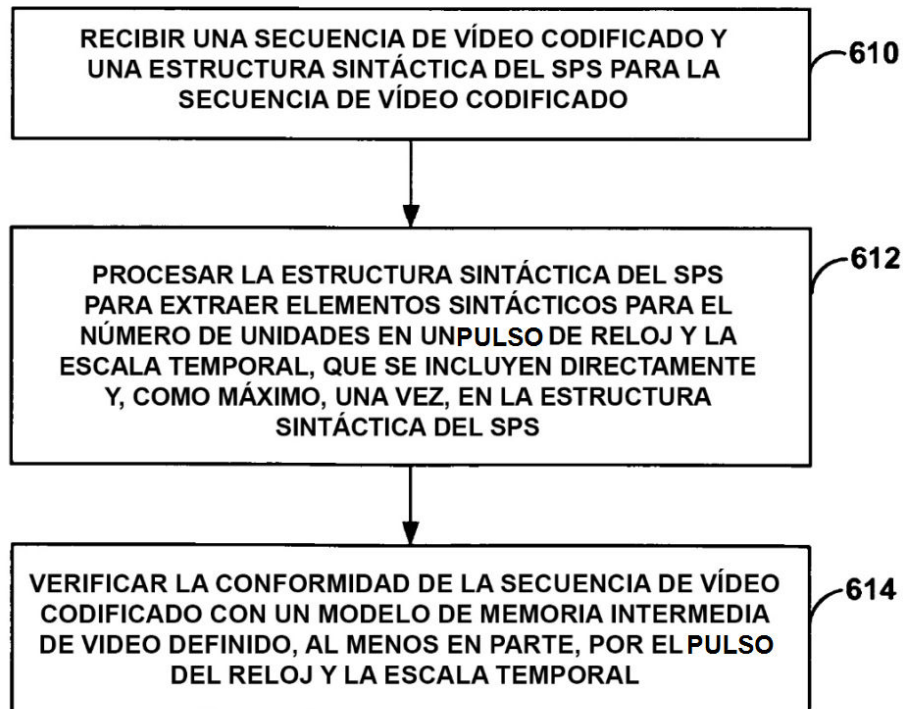 RECIBIR UNA SECUENCIA DE VÍDEO CODIFICADO Y
UNA ESTRUCTURA SINTÁCTICA DEL SPS PARA LA
SECUENCIA DE VÍDEO CODIFICADO
610
PROCESAR LA ESTRUCTURA SINTÁCTICA DEL SPS
PARA EXTRAER ELEMENTOS SINTÁCTICOS PARA EL
NÚMERO DE UNIDADES EN UN PULSO DE RELOJ Y LA
ESCALA TEMPORAL, QUE SE INCLUYEN DIRECTAMENTE
Y, COMO MÁXIMO, UNA VEZ, EN LA ESTRUCTURA
SINTÁCTICA DEL SPS
612
VERIFICAR LA CONFORMIDAD DE LA SECUENCIA DE VÍDEO
CODIFICADO CON UN MODELO DE MEMORIA INTERMEDIA
DE VIDEO DEFINIDO, AL MENOS EN PARTE, POR EL PULSO
DEL RELOJ Y LA ESCALA TEMPORAL
614